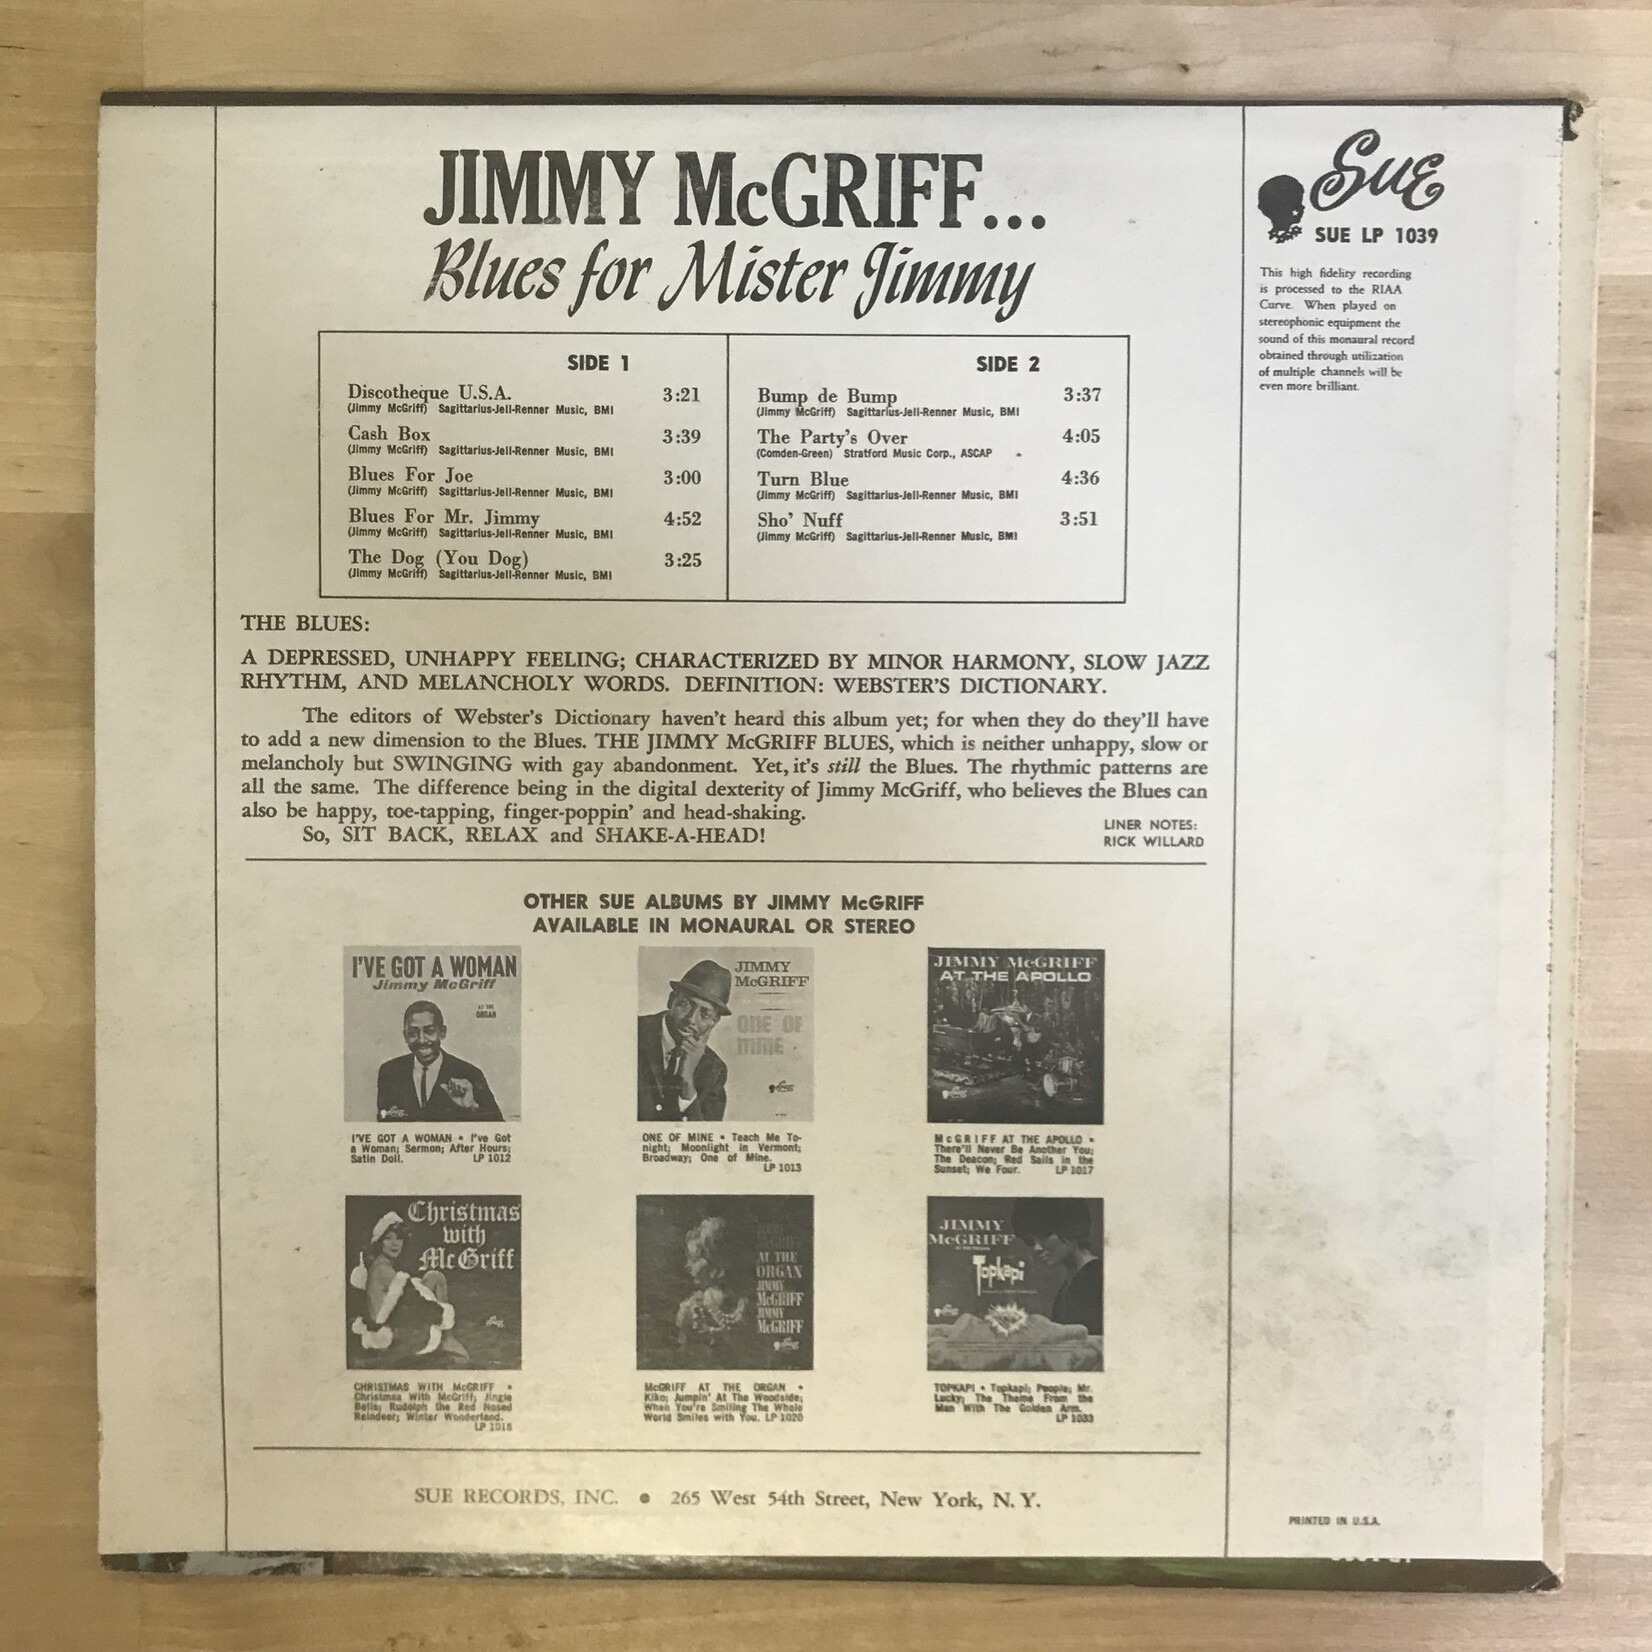 JIMMY McGRIFF...
Blues for Mister Jimmy
SIDE 1
Discotheque U.S.A. 3:21
(Jimmy McGriff) Sagittarius-Jell-Renner Music, BMI
Cash Box 3:39
(Jimmy McGriff) Sagittarius-Jell-Renner Music, BMI
Blues For Joe 3:00
(Jimmy McGriff) Sagittarius-Jell-Renner Music, BMI
Blues For Mr. Jimmy 4:52
(Jimmy McGriff) Sagittarius-Jell-Renner Music, BMI
The Dog (You Dog) 3:25
(Jimmy McGriff) Sagittarius-Jell-Renner Music, BMI
SIDE 2
Bump de Bump 3:37
(Jimmy McGriff) Sagittarius-Jell-Renner Music, BMI
The Party's Over 4:05
(Comden-Green) Stratford Music Corp., ASCAP
Turn Blue 4:36
(Jimmy McGriff) Sagittarius-Jell-Renner Music, BMI
Sho' Nuff 3:51
(Jimmy McGriff) Sagittarius-Jell-Renner Music, BMI
THE BLUES:
A DEPRESSED, UNHAPPY FEELING; CHARACTERIZED BY MINOR HARMONY, SLOW JAZZ
RHYTHM, AND MELANCHOLY WORDS. DEFINITION: WEBSTER'S DICTIONARY.
The editors of Webster's Dictionary haven't heard this album yet; for when they do they'll have
to add a new dimension to the Blues. THE JIMMY McGRIFF BLUES, which is neither unhappy, slow or
melancholy but SWINGING with gay abandonment. Yet, it's still the Blues. The rhythmic patterns are
all the same. The difference being in the digital dexterity of Jimmy McGriff, who believes the Blues can
also be happy, toe-tapping, finger-poppin' and head-shaking.
So, SIT BACK, RELAX and SHAKE-A-HEAD!
LINER NOTES:
RICK WILLARD
OTHER SUE ALBUMS BY JIMMY McGRIFF
AVAILABLE IN MONAURAL OR STEREO
I'VE GOT A WOMAN
Jimmy McGriff
AT THE
ORGAN
I'VE GOT A WOMAN • I've Got
a Woman; Sermon; After Hours;
Satin Doll. LP 1012
JIMMY
McGRIFF
ONE OF
MINE
ONE OF MINE • Teach Me To-
night; Moonlight in Vermont;
Broadway; One of Mine.
LP 1013
JIMMY McGRIFF
AT THE APOLLO
McGRIFF AT THE APOLLO •
There'll Never Be Another You;
The Deacon; Red Sails in the
Sunset; We Four. LP 1017
Christmas
with
McGriff
CHRISTMAS WITH McGRIFF •
Christmas With McGriff; Jingle
Bells; Rudolph the Red Nosed
Reindeer; Winter Wonderland.
LP 1018
AT THE
ORGAN
JIMMY
McGRIFF
JIMMY
McGRIFF
McGRIFF AT THE ORGAN •
Kiko; Jumpin' At The Woodside;
When You're Smiling The Whole
World Smiles with You. LP 1020
JIMMY
McGRIFF
Topkapi
TOPKAPI • Topkapi; People; Mr.
Lucky; The Theme From the
Man With The Golden Arm.
LP 1033
SUE RECORDS, INC. • 265 West 54th Street, New York, N. Y.
Sue
SUE LP 1039
This high fidelity recording
is processed to the RIAA
Curve. When played on
stereophonic equipment the
sound of this monaural record
obtained through utilization
of multiple channels will be
even more brilliant.
PRINTED IN U.S.A.